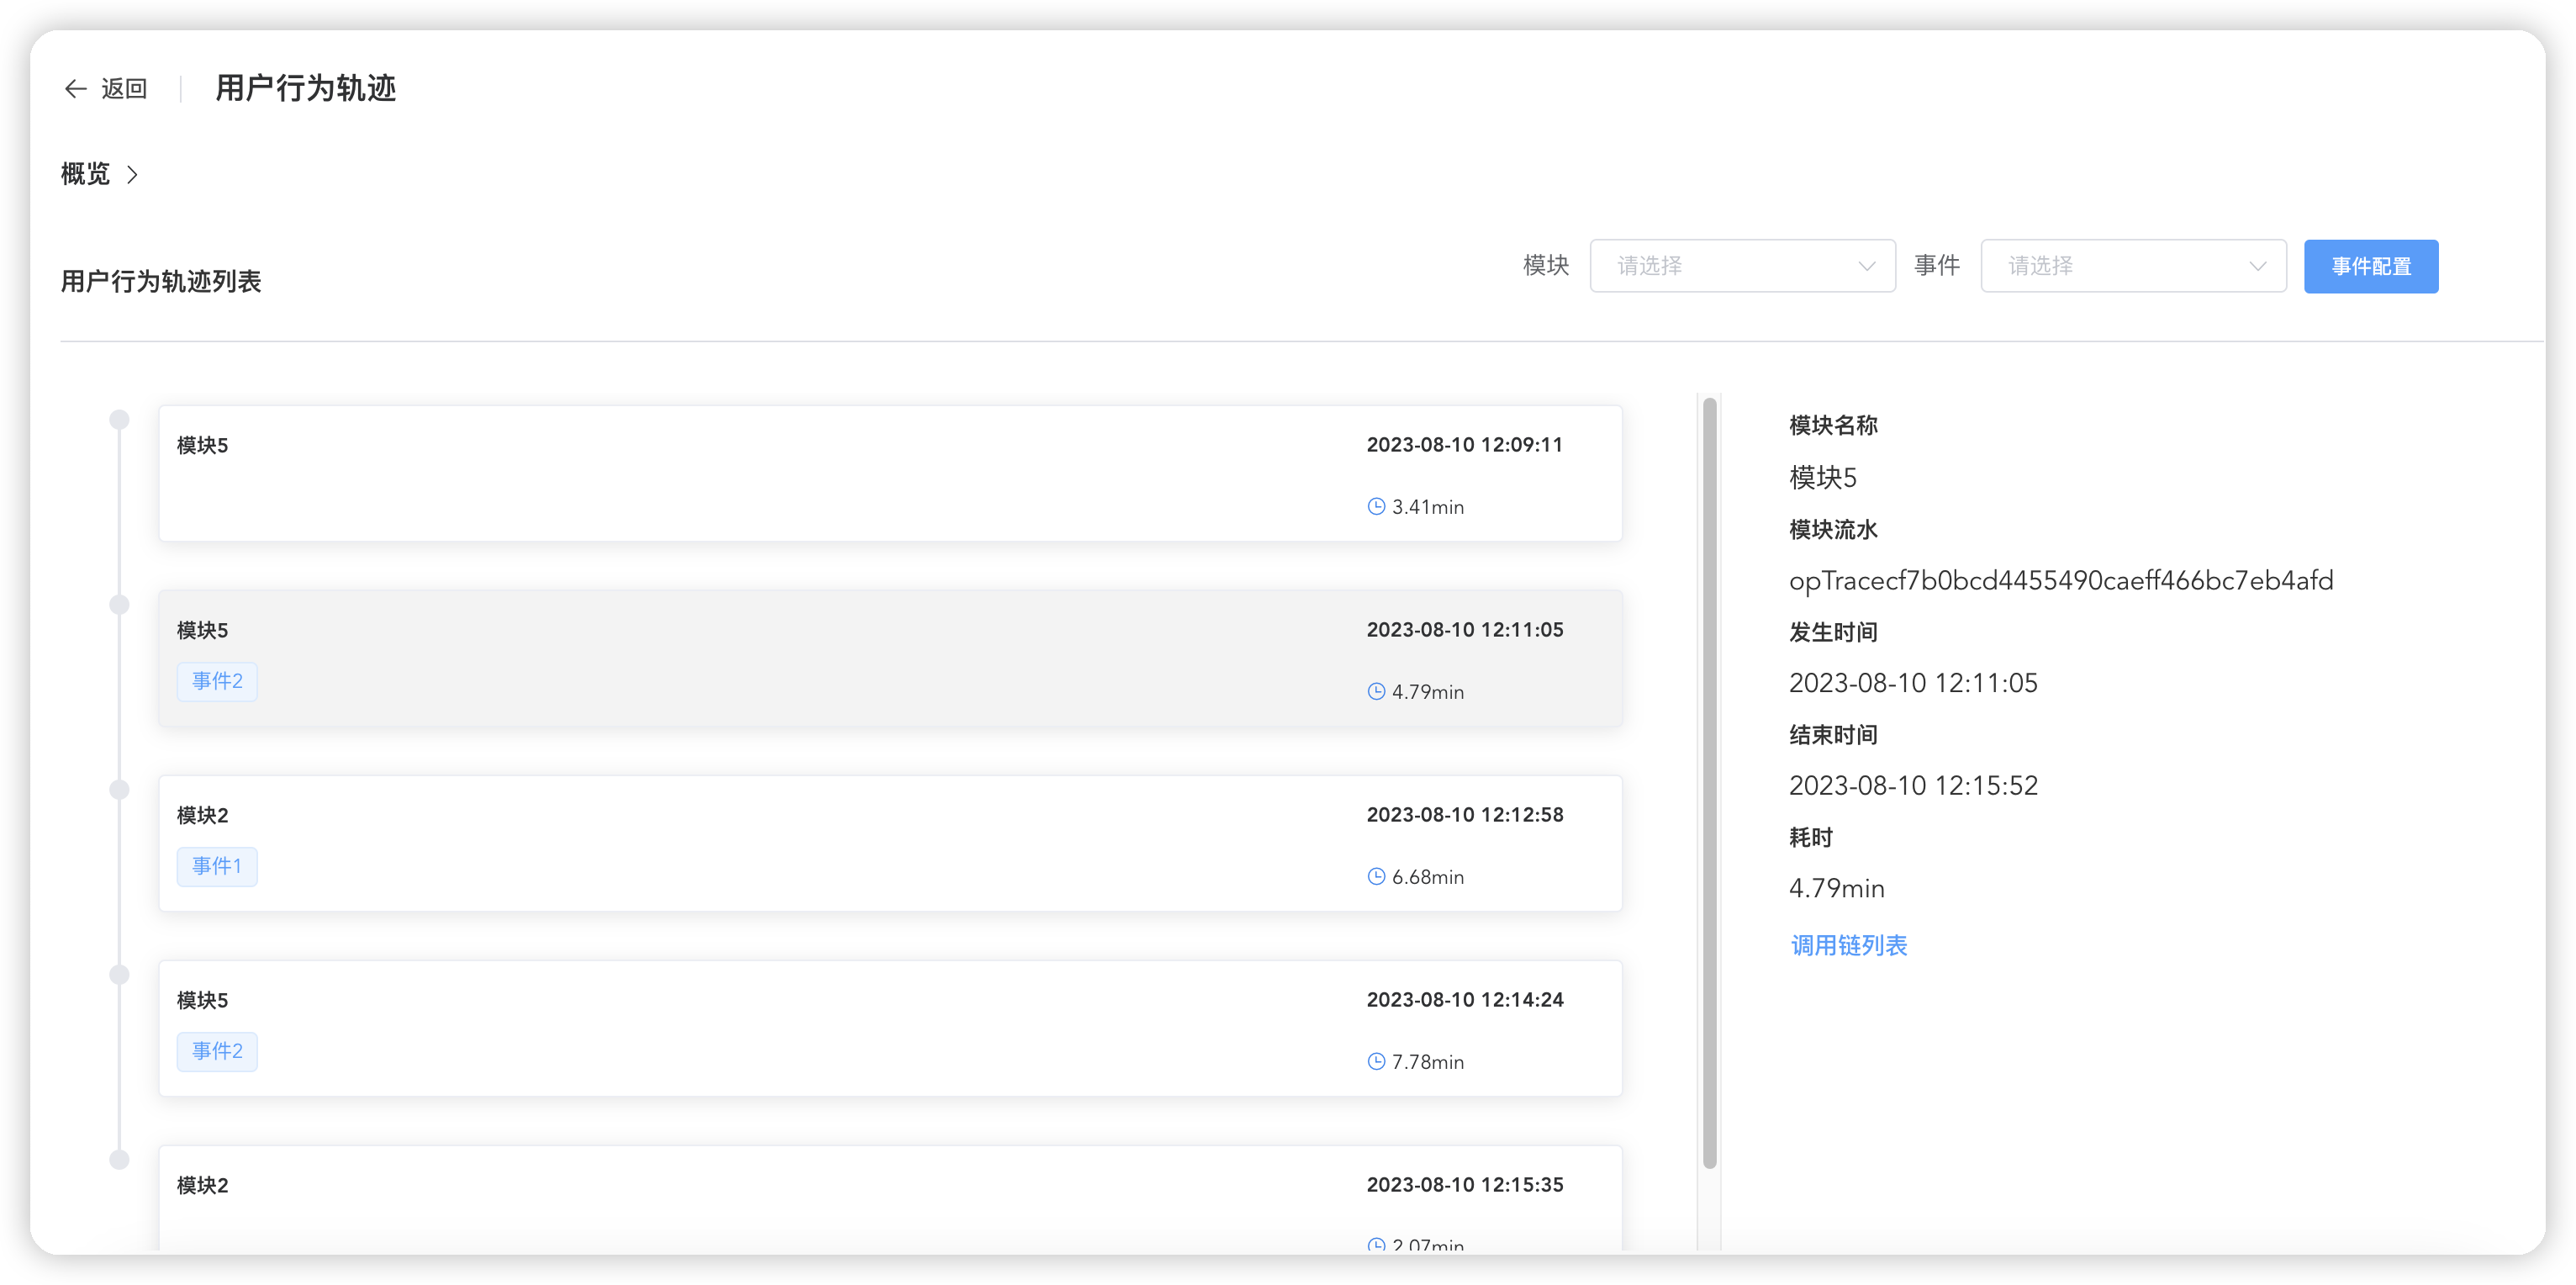 返回
用户行为轨迹
概览
用户行为轨迹列表
模块 请选择 事件 请选择 事件配置
模块5 2023-08-10 12:09:11
3.41min
模块5 2023-08-10 12:11:05
事件2
4.79min
模块2 2023-08-10 12:12:58
事件1
6.68min
模块5 2023-08-10 12:14:24
事件2
7.78min
模块2 2023-08-10 12:15:35
2.07min
模块名称
模块5
模块流水
opTracecf7b0bcd4455490caeff466bc7eb4afd
发生时间
2023-08-10 12:11:05
结束时间
2023-08-10 12:15:52
耗时
4.79min
调用链列表